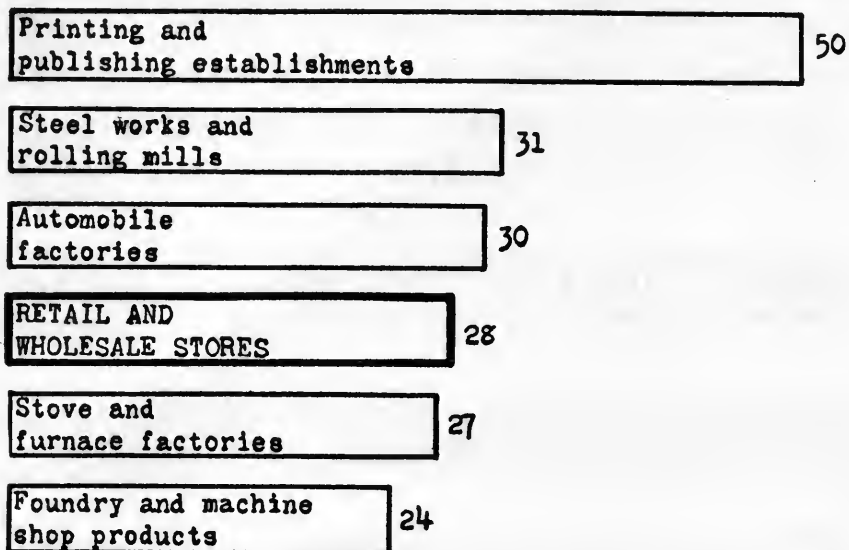 Printing and
publishing establishments
50
Steel works and
rolling mills
31
Automobile
factories
30
RETAIL AND
WHOLESALE STORES
28
Stove and
furnace factories
27
Foundry and machine
shop products
24